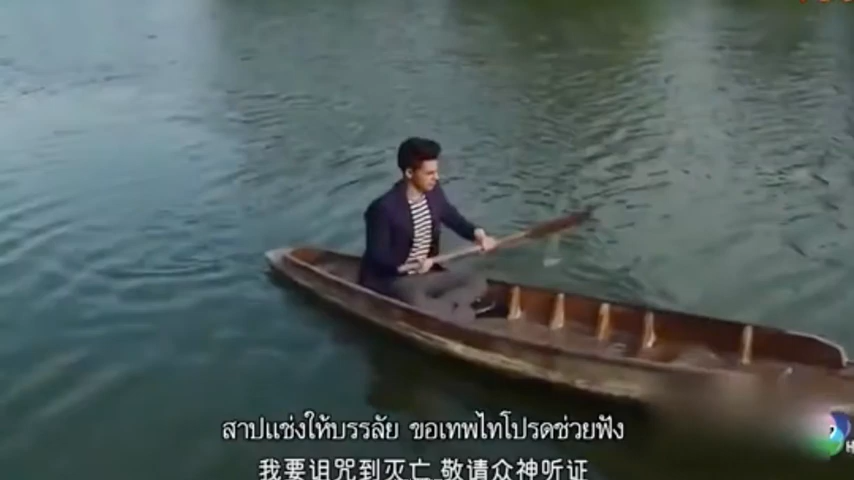 สาปแช่งให้บรรลัย ขอเทพไทโปรดช่วยฟัง
我要诅咒到灭亡 敬请众神听证